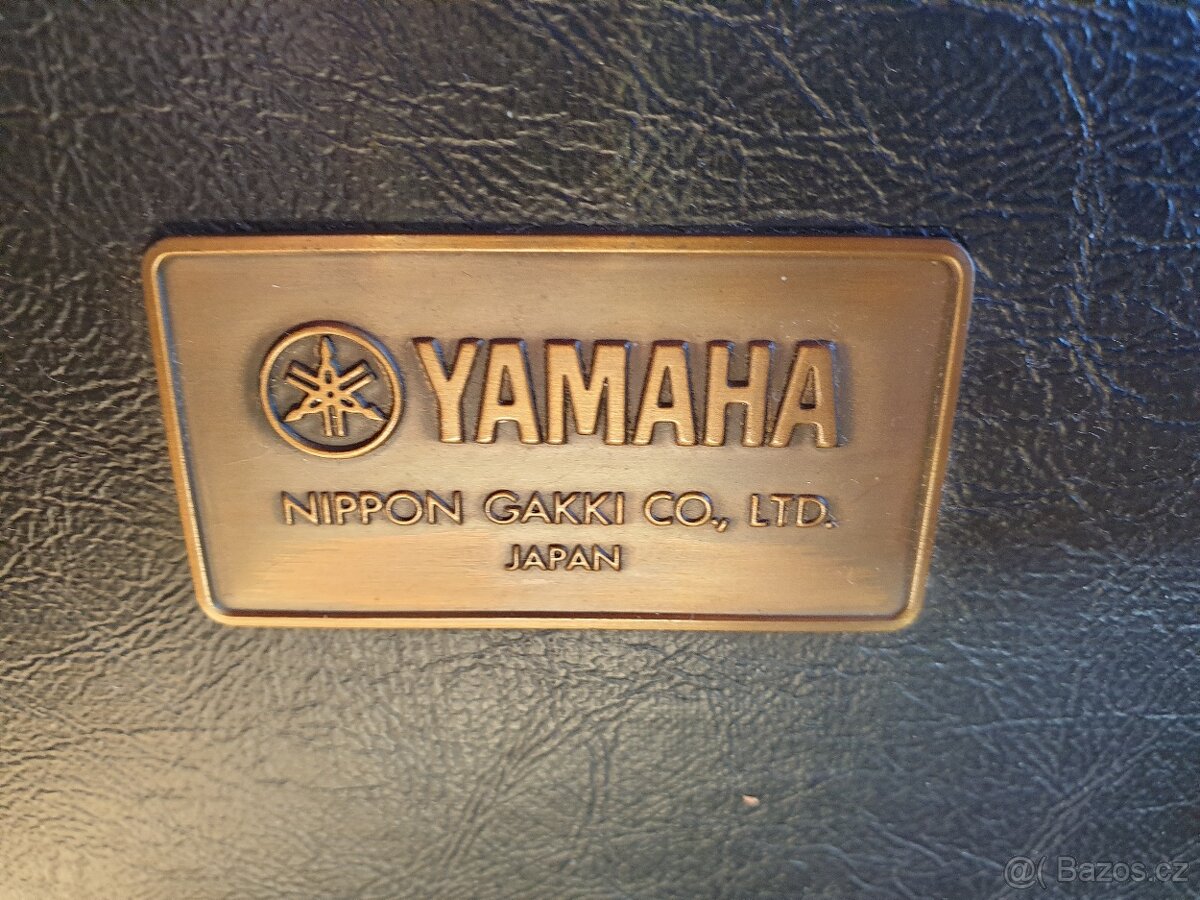 YAMAHA
NIPPON GAKKI CO., LTD.
JAPAN
@( Bazos.cz